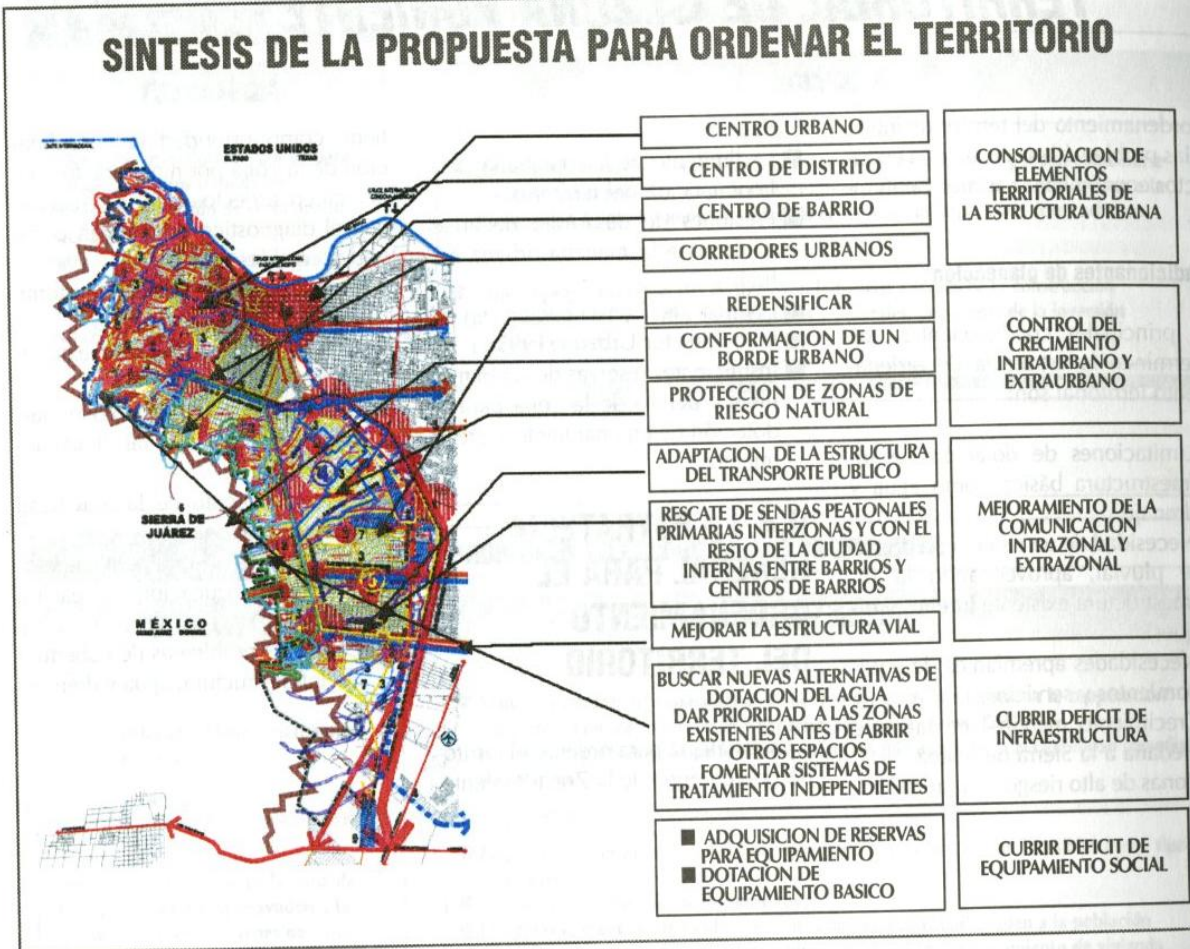 SINTESIS DE LA PROPUESTA PARA ORDENAR EL TERRITORIO
ESTADOS UNIDOS
EL PASO TEXAS
SIERRA DE
JUÁREZ
MÉXICO
CENTRO URBANO
CENTRO DE DISTRITO
CENTRO DE BARRIO
CORREDORES URBANOS
CONSOLIDACION DE
ELEMENTOS
TERRITORIALES DE
LA ESTRUCTURA URBANA
REDENSIFICAR
CONFORMACION DE UN
BORDE URBANO
PROTECCION DE ZONAS DE
RIESGO NATURAL
CONTROL DEL
CRECIMEINTO
INTRAURBANO Y
EXTRAURBANO
ADAPTACION DE LA ESTRUCTURA
DEL TRANSPORTE PUBLICO
RESCATE DE SENDAS PEATONALES
PRIMARIAS INTERZONAS Y CON EL
RESTO DE LA CIUDAD
INTERNAS ENTRE BARRIOS Y
CENTROS DE BARRIOS
MEJORAR LA ESTRUCTURA VIAL
MEJORAMIENTO DE LA
COMUNICACION
INTRAZONAL Y
EXTRAZONAL
BUSCAR NUEVAS ALTERNATIVAS DE
DOTACION DEL AGUA
DAR PRIORIDAD A LAS ZONAS
EXISTENTES ANTES DE ABRIR
OTROS ESPACIOS
FOMENTAR SISTEMAS DE
TRATAMIENTO INDEPENDIENTES
CUBRIR DEFICIT DE
INFRAESTRUCTURA
■ ADQUISICION DE RESERVAS
PARA EQUIPAMIENTO
■ DOTACION DE
EQUIPAMIENTO BASICO
CUBRIR DEFICIT DE
EQUIPAMIENTO SOCIAL